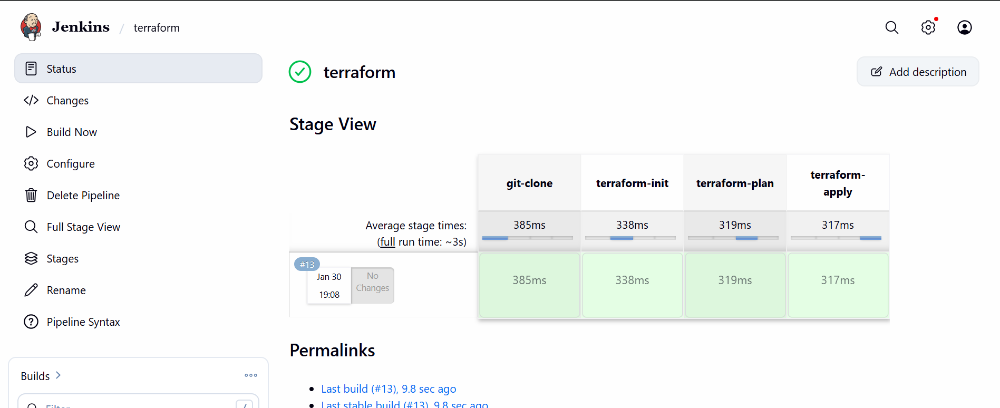 Jenkins / terraform
Status
Changes
Build Now
Configure
Delete Pipeline
Full Stage View
Stages
Rename
Pipeline Syntax
Builds
Filter
/
terraform
Add description
Stage View
git-clone
terraform-init
terraform-plan
terraform-
apply
Average stage times:
(full run time: ~3s)
385ms
338ms
319ms
317ms
#13
Jan 30
19:08
No
Changes
385ms
338ms
319ms
317ms
Permalinks
Last build (#13), 9.8 sec ago
Last stable build (#13), 9.8 sec ago